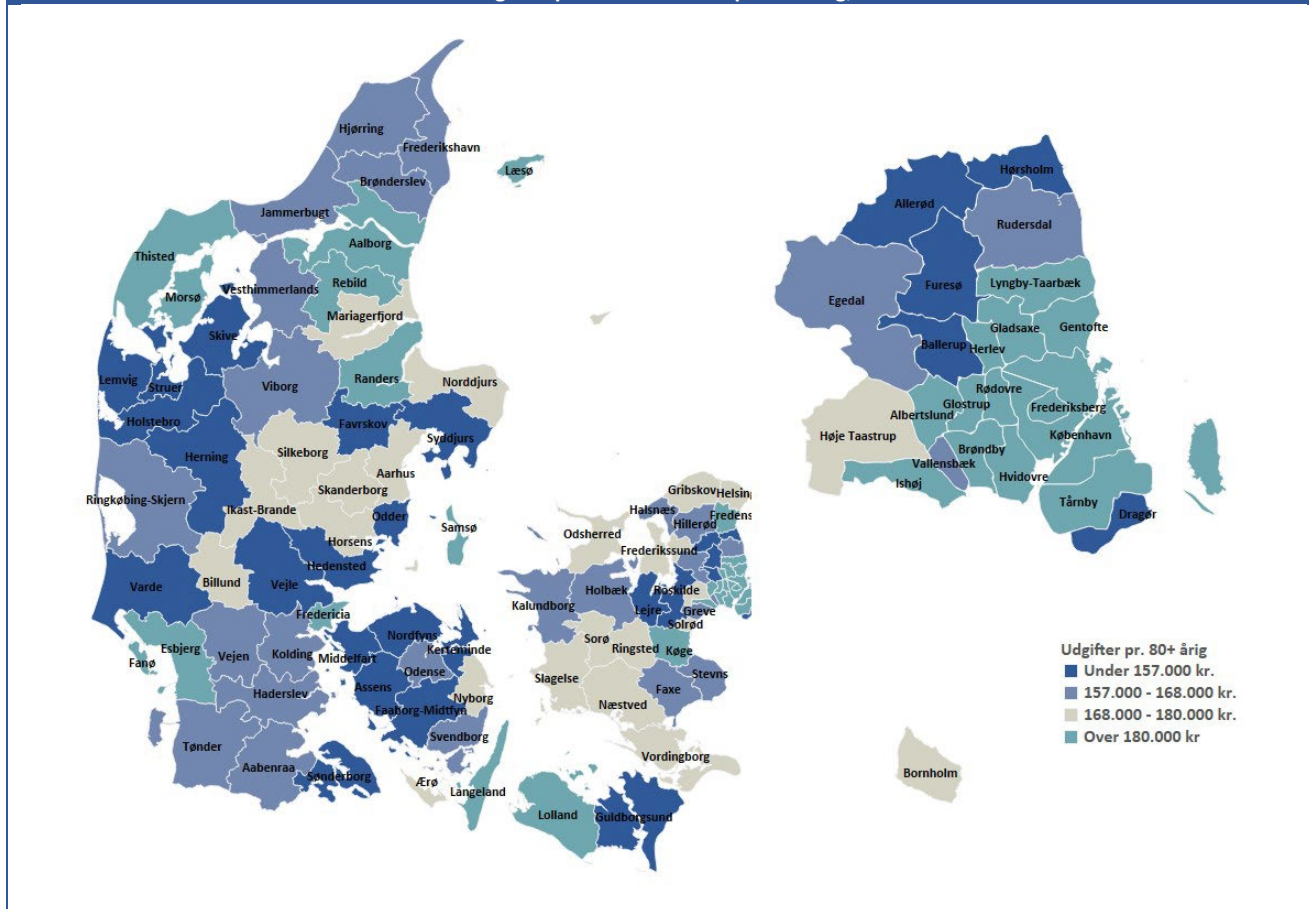 Hjørring
Frederikshavn
Læsø
Brønderslev
Jammerbugt
Aalborg
Thisted
Rebild
Morsø
Vesthimmerlands
Mariagerfjord
Skive
Randers
Norddjurs
Lemvig
Struer
Viborg
Favrskov
Holstebro
Syddjurs
Silkeborg
Herning
Aarhus
Skanderborg
Ringkøbing-Skjern
Ikast-Brande
Odder
Samsø
Horsens
Hedensted
Billund
Vejle
Varde
Fredericia
Esbjerg
Fanø
Vejen
Kolding
Nordfyns
Middelfart
Kerteminde
Odense
Haderslev
Assens
Nyborg
Faaborg-Midtfyn
Svendborg
Tønder
Aabenraa
Sønderborg
Ærø
Langeland
Gribskov
Helsing
Halsnæs
Fredens
Hillerød
Odsherred
Frederikssund
Holbæk
Roskilde
Kalundborg
Lejre
Greve
Solrød
Sorø
Ringsted
Køge
Slagelse
Stevns
Faxe
Næstved
Vordingborg
Lolland
Guldborgsund
Bornholm
Hørsholm
Allerød
Rudersdal
Egedal
Furesø
Lyngby-Taarbæk
Gladsaxe
Gentofte
Ballerup
Herlev
Rødovre
Glostrup
Frederiksberg
Albertslund
Høje Taastrup
København
Brøndby
Vallensbæk
Ishøj
Hvidovre
Tårnby
Dragør
Udgifter pr. 80+ årig
Under 157.000 kr.
157.000 - 168.000 kr.
168.000 - 180.000 kr.
Over 180.000 kr